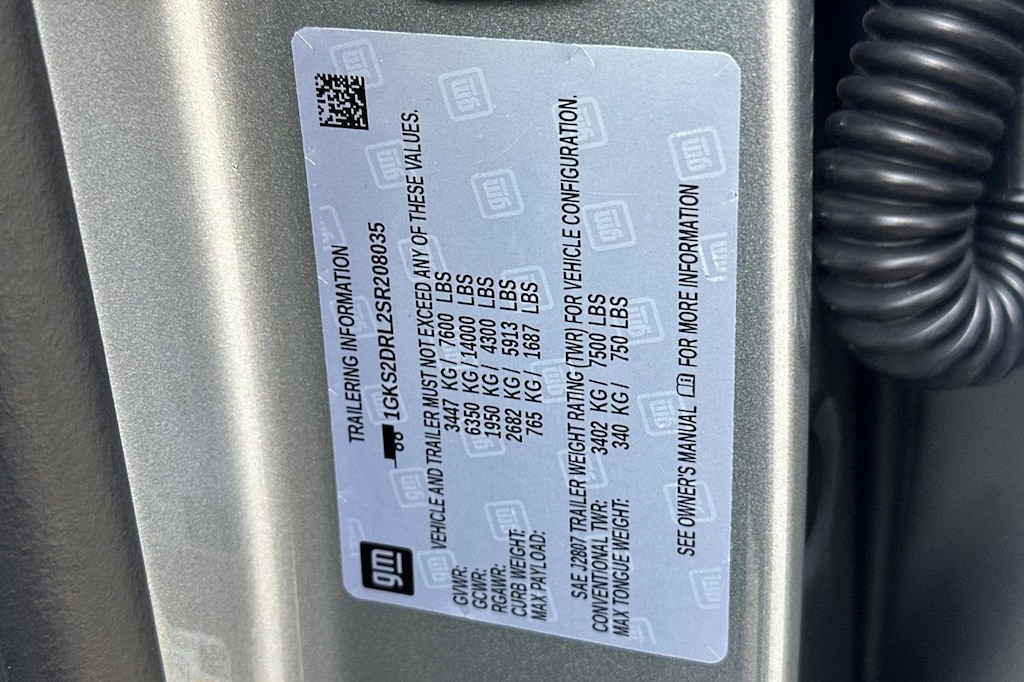 TRAILERING INFORMATION
1GKS2DRL2SR208035
VEHICLE AND TRAILER MUST NOT EXCEED ANY OF THESE VALUES.
GVWR: 3447 KG / 7600 LBS
GCWR: 6350 KG / 14000 LBS
RGAWR: 1950 KG / 4300 LBS
CURB WEIGHT: 2682 KG / 5913 LBS
MAX PAYLOAD: 765 KG / 1687 LBS
SAE J2807 TRAILER WEIGHT RATING (TWR) FOR VEHICLE CONFIGURATION.
CONVENTIONAL TWR: 3402 KG / 7500 LBS
MAX TONGUE WEIGHT: 340 KG / 750 LBS
SEE OWNER'S MANUAL FOR MORE INFORMATION
gm